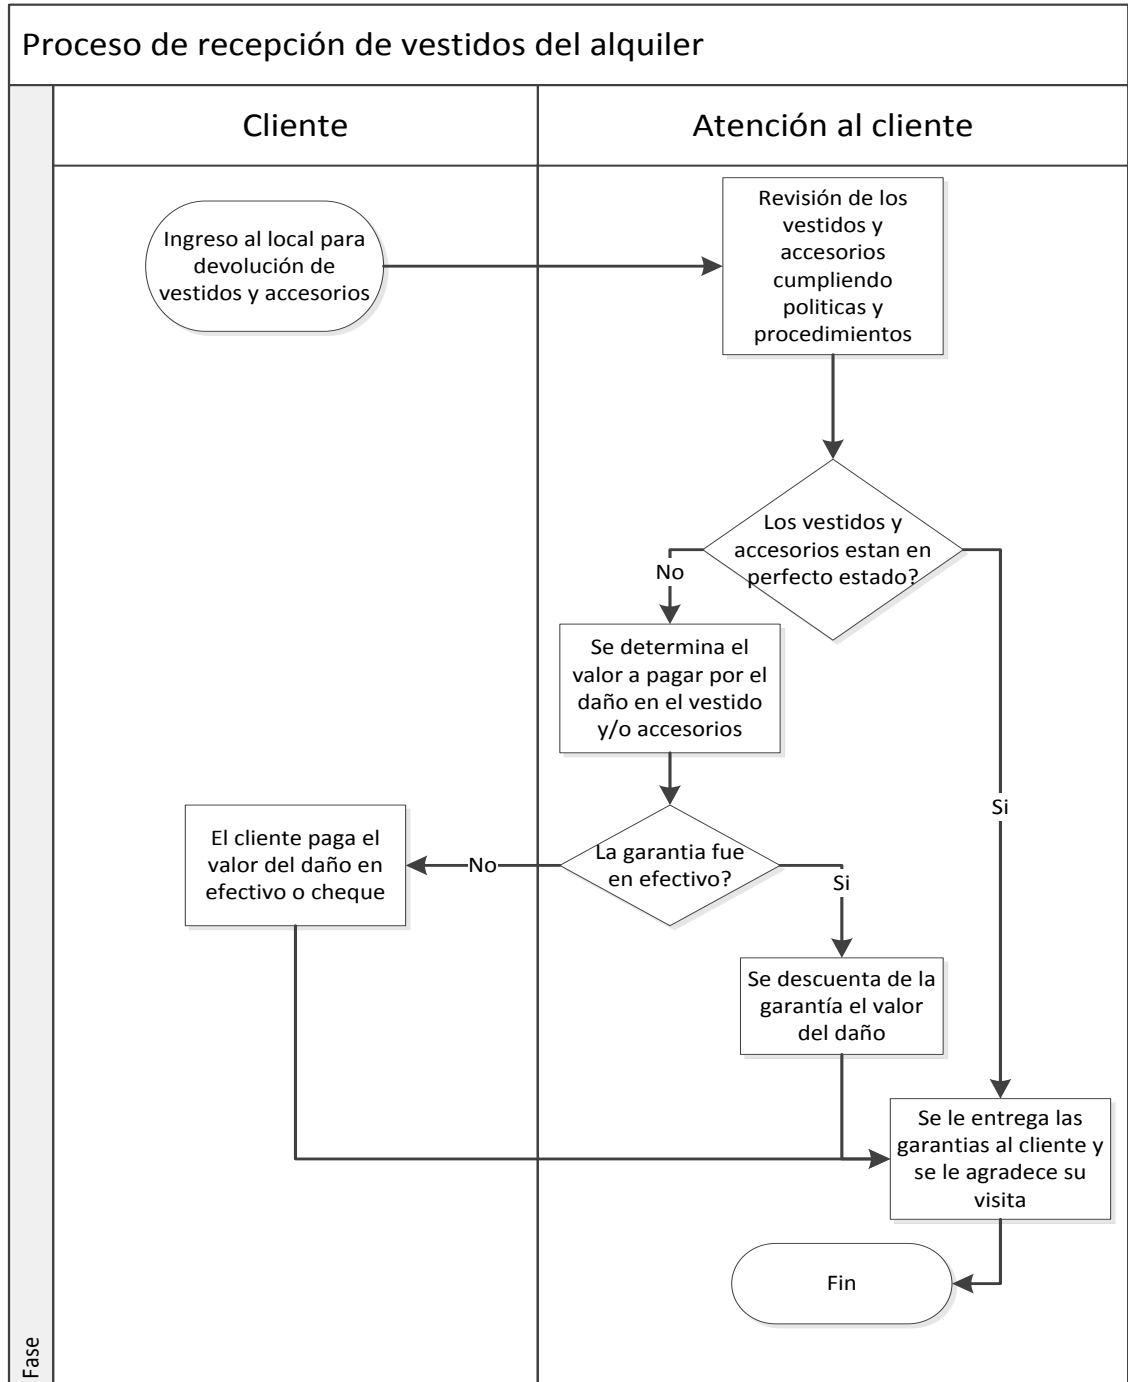 Proceso de recepción de vestidos del alquiler
Cliente
Atención al cliente
Ingreso al local para
devolución de
vestidos y accesorios
Revisión de los
vestidos y
accesorios
cumpliendo
politicas y
procedimientos
Los vestidos y
accesorios estan en
perfecto estado?
No
Se determina el
valor a pagar por el
daño en el vestido
y/o accesorios
Si
El cliente paga el
valor del daño en
efectivo o cheque
No
La garantia fue
en efectivo?
Si
Se descuenta de la
garantía el valor
del daño
Se le entrega las
garantias al cliente y
se le agradece su
visita
Fin
Fase